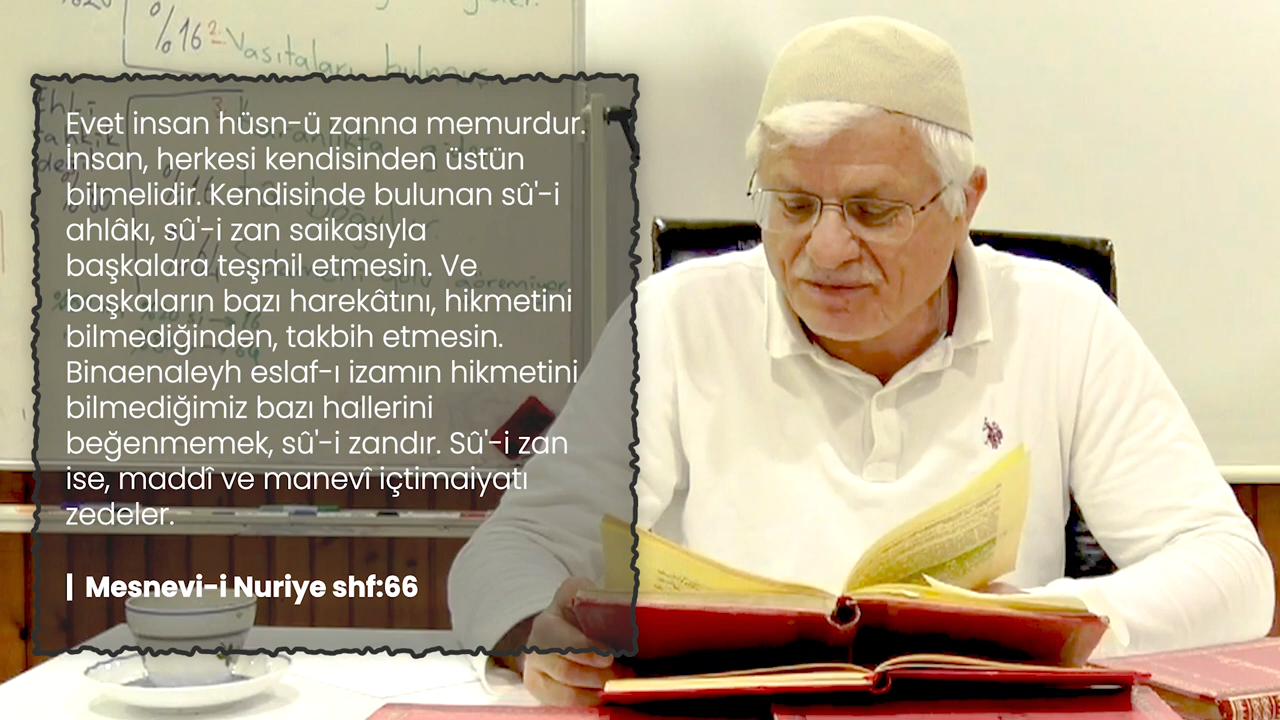 %16 2. Vasıtaları
Evet insan hüsn-ü zanna memurdur.
İnsan, herkesi kendisinden üstün
bilmelidir. Kendisinde bulunan sû'-i
ahlâkı, sû'-i zan saikasıyla
başkalara teşmil etmesin. Ve
başkaların bazı harekâtını, hikmetini
bilmediğinden, takbih etmesin.
Binaenaleyh eslaf-ı izamın hikmetini
bilmediğimiz bazı hallerini
beğenmemek, sû'-i zandır. Sû'-i zan
ise, maddî ve manevî içtimaiyatı
zedeler.
| Mesnevi-i Nuriye shf:66